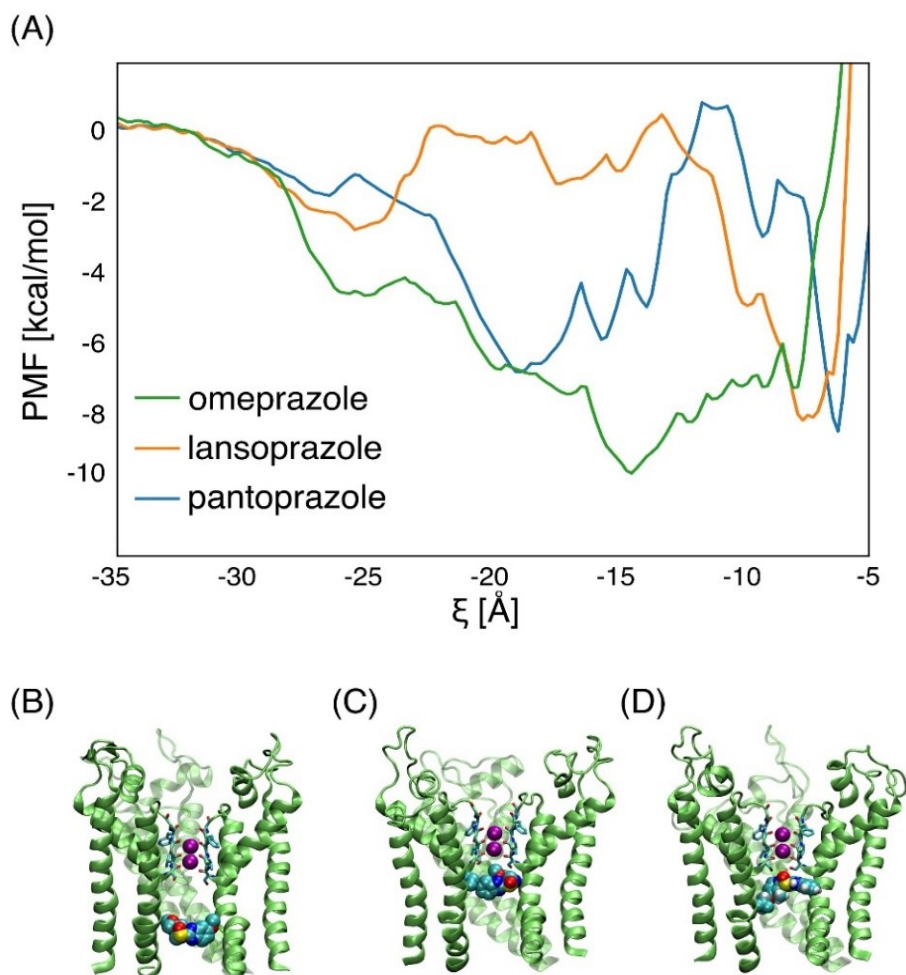 (A)
PMF [kcal/mol]
0
-2
-4
-6
-8
-10
omeprazole
lansoprazole
pantoprazole
-35 -30 -25 -20 -15 -10 -5
ξ [Å]
(B) (C) (D)